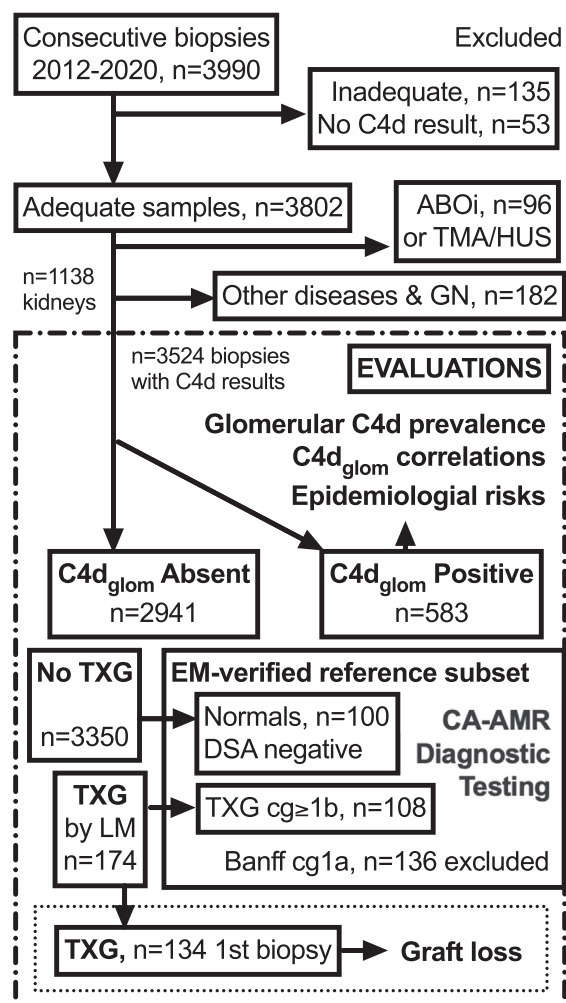 Consecutive biopsies
2012-2020, n=3990
Excluded
Inadequate, n=135
No C4d result, n=53
Adequate samples, n=3802
ABOi, n=96
or TMA/HUS
n=1138
kidneys
Other diseases & GN, n=182
n=3524 biopsies
with C4d results
EVALUATIONS
Glomerular C4d prevalence
C4dglom correlations
Epidemiologial risks
C4dglom Absent
n=2941
C4dglom Positive
n=583
No TXG
n=3350
EM-verified reference subset
Normals, n=100
DSA negative
CA-AMR
Diagnostic
Testing
TXG
by LM
n=174
TXG cg≥1b, n=108
Banff cg1a, n=136 excluded
TXG, n=134 1st biopsy
Graft loss